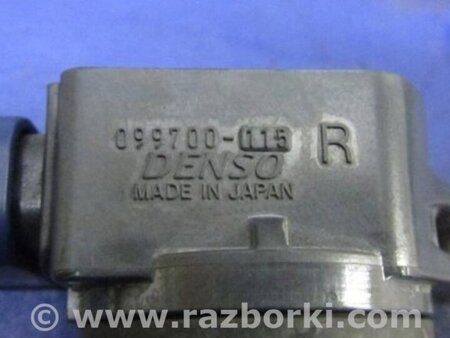 099700-115 R
DENSO
MADE IN JAPAN
www.razborki.com